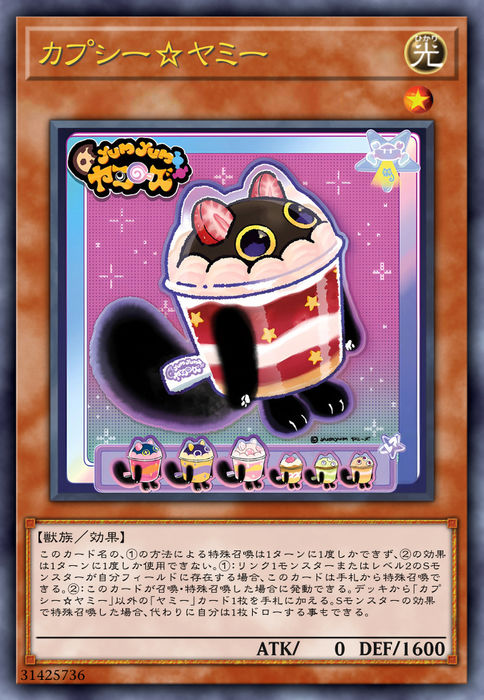 カプシー☆ヤミー
ひかり
光
YUM YUM
ヤミーズ
【獣族／効果】
このカード名の、①の方法による特殊召喚は1ターンに1度しかできず、②の効果
は1ターンに1度しか使用できない。①：リンク1モンスターまたはレベル2のSモ
ンスターが自分フィールドに存在する場合、このカードは手札から特殊召喚で
きる。②：このカードが召喚・特殊召喚した場合に発動できる。デッキから「カプ
シー☆ヤミー」以外の「ヤミー」カード1枚を手札に加える。Sモンスターの効果
で特殊召喚した場合、代わりに自分は1枚ドローする事もできる。
ATK/ 0 DEF/1600
31425736